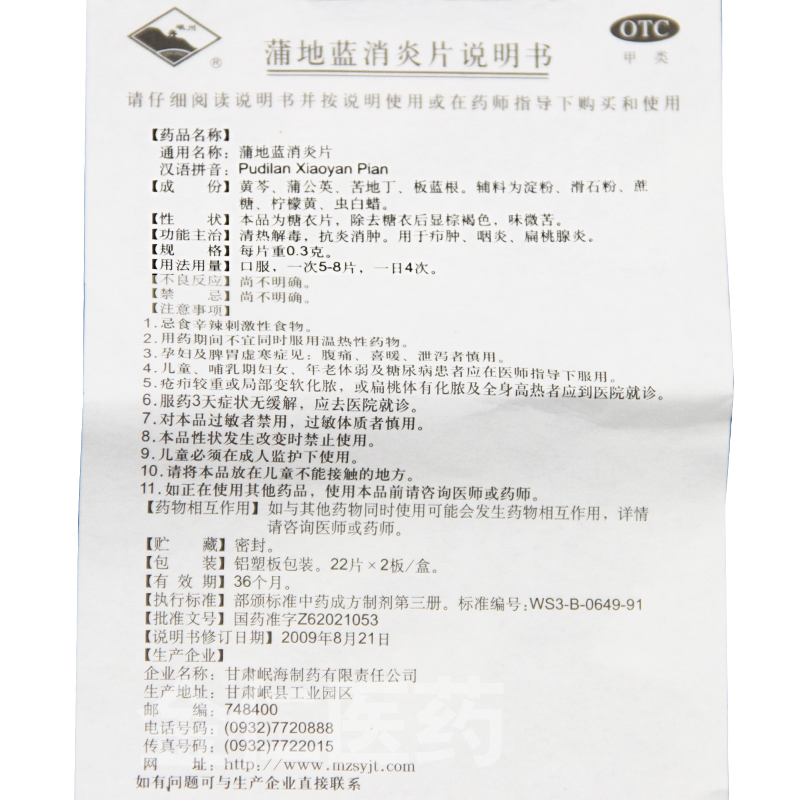 岷州
®
OTC
甲类
蒲地蓝消炎片说明书
请仔细阅读说明书并按说明使用或在药师指导下购买和使用
【药品名称】
通用名称：蒲地蓝消炎片
汉语拼音：Pudilan Xiaoyan Pian
【成 份】黄芩、蒲公英、苦地丁、板蓝根。辅料为淀粉、滑石粉、蔗
糖、柠檬黄、虫白蜡。
【性 状】本品为糖衣片，除去糖衣后显棕褐色，味微苦。
【功能主治】清热解毒，抗炎消肿。用于疖肿、咽炎、扁桃腺炎。
【规 格】每片重0.3克。
【用法用量】口服，一次5-8片，一日4次。
【不良反应】尚不明确。
【禁 忌】尚不明确。
【注意事项】
1.忌食辛辣刺激性食物。
2.用药期间不宜同时服用温热性药物。
3.孕妇及脾胃虚寒症见：腹痛、喜暖、泄泻者慎用。
4.儿童、哺乳期妇女、年老体弱及糖尿病患者应在医师指导下服用。
5.疮疖较重或局部变软化脓，或扁桃体有化脓及全身高热者应到医院就诊。
6.服药3天症状无缓解，应去医院就诊。
7.对本品过敏者禁用，过敏体质者慎用。
8.本品性状发生改变时禁止使用。
9.儿童必须在成人监护下使用。
10.请将本品放在儿童不能接触的地方。
11.如正在使用其他药品，使用本品前请咨询医师或药师。
【药物相互作用】如与其他药物同时使用可能会发生药物相互作用，详情
请咨询医师或药师。
【贮 藏】密封。
【包 装】铝塑板包装。22片×2板/盒。
【有 效 期】36个月。
【执行标准】部颁标准中药成方制剂第三册。标准编号：WS3-B-0649-91
【批准文号】国药准字Z62021053
【说明书修订日期】2009年8月21日
【生产企业】
企业名称：甘肃岷海制药有限责任公司
生产地址：甘肃岷县工业园区
邮 编：748400
电话号码：(0932)7720888
传真号码：(0932)7722015
网 址：http://www.mzsyjt.com
如有问题可与生产企业直接联系